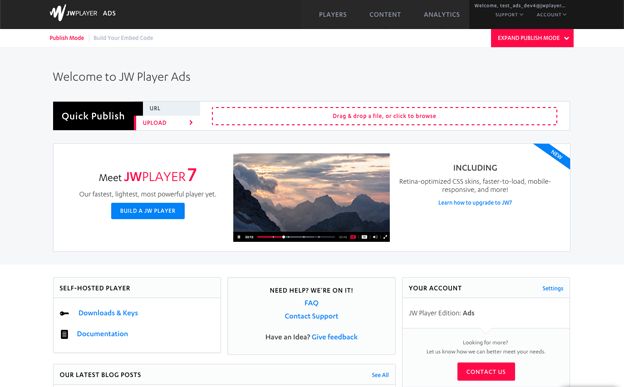 JWPLAYER ADS
PLAYERS
CONTENT
ANALYTICS
Welcome, test_ads_dev4@jwplayer...
SUPPORT
ACCOUNT
Publish Mode
Build Your Embed Code
EXPAND PUBLISH MODE
Welcome to JW Player Ads
Quick Publish
URL
UPLOAD
Drag & drop a file, or click to browse
NEW
Meet JWPLAYER7
Our fastest, lightest, most powerful player yet.
BUILD A JW PLAYER
INCLUDING
Retina-optimized CSS skins, faster-to-load, mobile-
responsive, and more!
Learn how to upgrade to JW7
SELF-HOSTED PLAYER
Downloads & Keys
Documentation
NEED HELP? WE'RE ON IT!
FAQ
Contact Support
Have an Idea? Give feedback
YOUR ACCOUNT
Settings
JW Player Edition: Ads
Looking for more?
Let us know how we can better meet your needs.
CONTACT US
OUR LATEST BLOG POSTS
See All